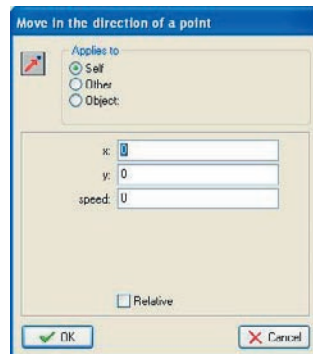 Move in the direction of a point
Applies to
Self
Other
Object:
x: 0
y: 0
speed: 0
Relative
OK
Cancel